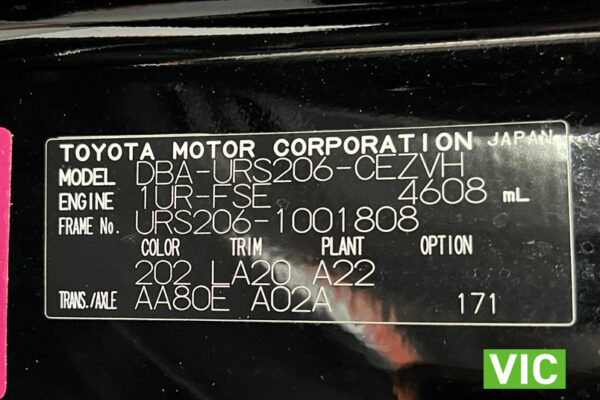 TOYOTA MOTOR CORPORATION JAPAN
MODEL DBA-URS206-CEZVH
ENGINE 1UR-FSE 4608 mL
FRAME No. URS206-1001808
COLOR TRIM PLANT OPTION
202 LA20 A22
TRANS./AXLE AA80E A02A 171
VIC